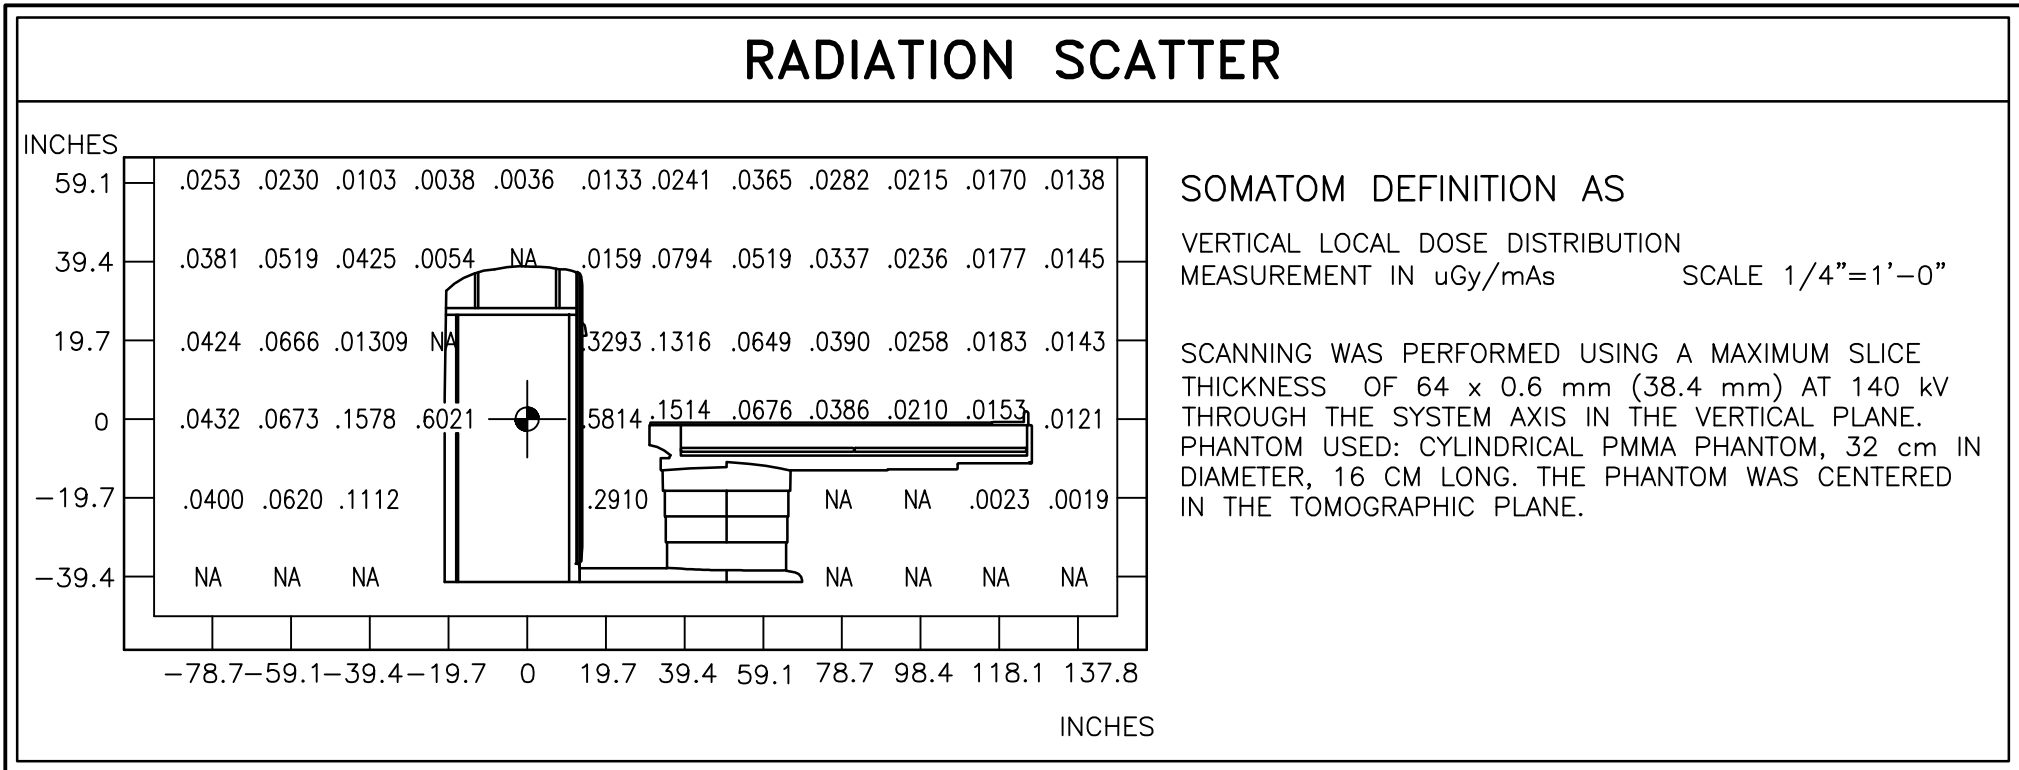 RADIATION SCATTER
INCHES
59.1 .0253 .0230 .0103 .0038 .0036 .0133 .0241 .0365 .0282 .0215 .0170 .0138
39.4 .0381 .0519 .0425 .0054 NA .0159 .0794 .0519 .0337 .0236 .0177 .0145
19.7 .0424 .0666 .01309 NA .3293 .1316 .0649 .0390 .0258 .0183 .0143
0 .0432 .0673 .1578 .6021 .5814 .1514 .0676 .0386 .0210 .0153 .0121
-19.7 .0400 .0620 .1112 .2910 NA NA .0023 .0019
-39.4 NA NA NA NA NA NA NA
-78.7 -59.1 -39.4 -19.7 0 19.7 39.4 59.1 78.7 98.4 118.1 137.8
INCHES
SOMATOM DEFINITION AS
VERTICAL LOCAL DOSE DISTRIBUTION
MEASUREMENT IN uGy/mAs SCALE 1/4"=1'-0"
SCANNING WAS PERFORMED USING A MAXIMUM SLICE
THICKNESS OF 64 x 0.6 mm (38.4 mm) AT 140 kV
THROUGH THE SYSTEM AXIS IN THE VERTICAL PLANE.
PHANTOM USED: CYLINDRICAL PMMA PHANTOM, 32 cm IN
DIAMETER, 16 CM LONG. THE PHANTOM WAS CENTERED
IN THE TOMOGRAPHIC PLANE.